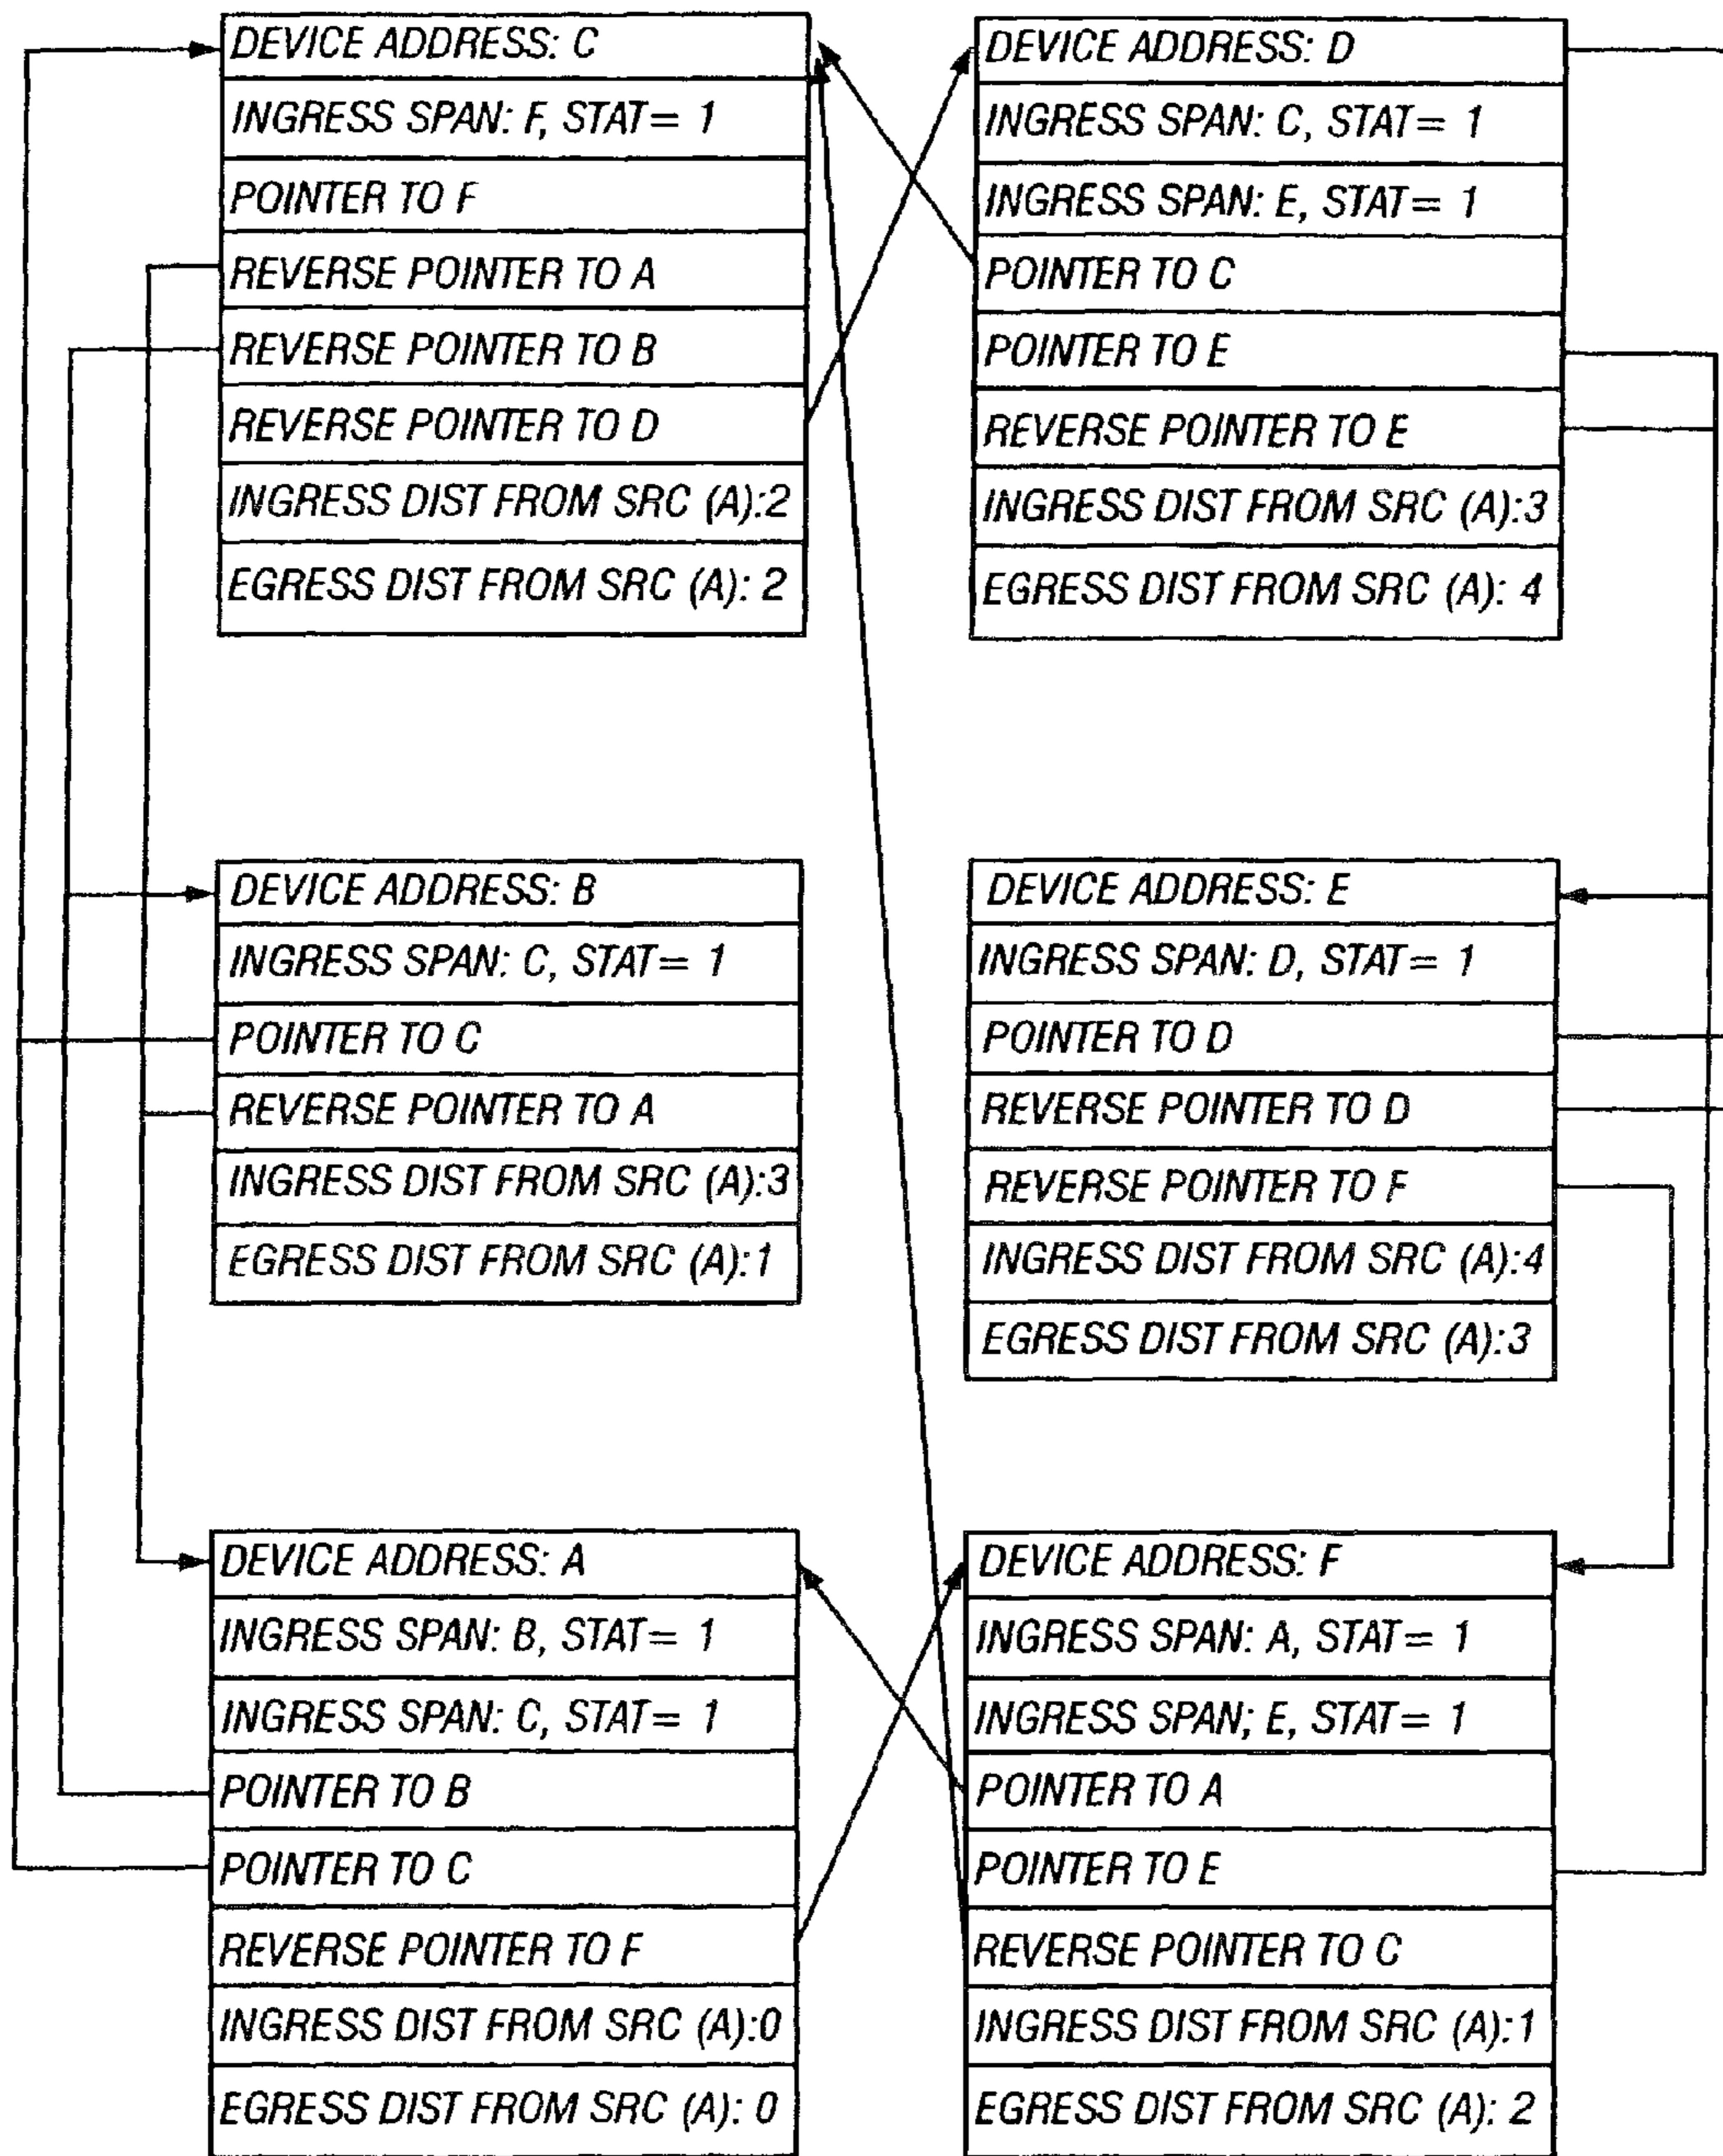 DEVICE ADDRESS: C
INGRESS SPAN: F, STAT= 1
POINTER TO F
REVERSE POINTER TO A
REVERSE POINTER TO B
REVERSE POINTER TO D
INGRESS DIST FROM SRC (A):2
EGRESS DIST FROM SRC (A): 2
DEVICE ADDRESS: D
INGRESS SPAN: C, STAT= 1
INGRESS SPAN: E, STAT= 1
POINTER TO C
POINTER TO E
REVERSE POINTER TO E
INGRESS DIST FROM SRC (A):3
EGRESS DIST FROM SRC (A): 4
DEVICE ADDRESS: B
INGRESS SPAN: C, STAT= 1
POINTER TO C
REVERSE POINTER TO A
INGRESS DIST FROM SRC (A):3
EGRESS DIST FROM SRC (A):1
DEVICE ADDRESS: E
INGRESS SPAN: D, STAT= 1
POINTER TO D
REVERSE POINTER TO D
REVERSE POINTER TO F
INGRESS DIST FROM SRC (A):4
EGRESS DIST FROM SRC (A):3
DEVICE ADDRESS: A
INGRESS SPAN: B, STAT= 1
INGRESS SPAN: C, STAT= 1
POINTER TO B
POINTER TO C
REVERSE POINTER TO F
INGRESS DIST FROM SRC (A):0
EGRESS DIST FROM SRC (A): 0
DEVICE ADDRESS: F
INGRESS SPAN: A, STAT= 1
INGRESS SPAN; E, STAT= 1
POINTER TO A
POINTER TO E
REVERSE POINTER TO C
INGRESS DIST FROM SRC (A):1
EGRESS DIST FROM SRC (A): 2